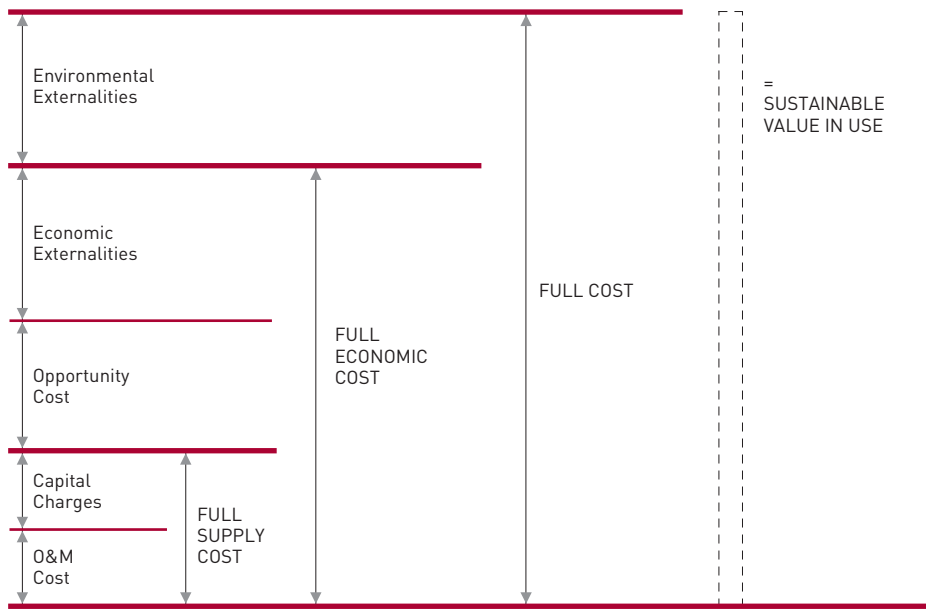 Environmental
Externalities
=
SUSTAINABLE
VALUE IN USE
Economic
Externalities
FULL COST
FULL
ECONOMIC
COST
Opportunity
Cost
Capital
Charges
FULL
SUPPLY
COST
O&M
Cost